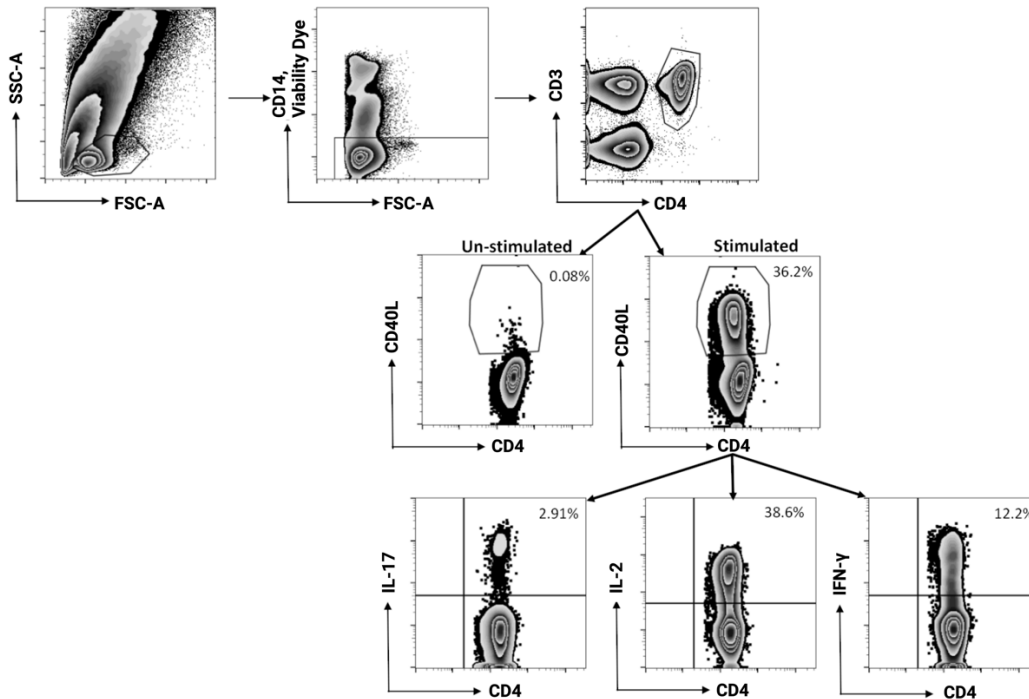 SSC-A
FSC-A
CD14,
Viability Dye
FSC-A
CD3
CD4
Un-stimulated
0.08%
CD40L
CD4
Stimulated
36.2%
CD40L
CD4
2.91%
IL-17
CD4
38.6%
IL-2
CD4
12.2%
IFN-γ
CD4